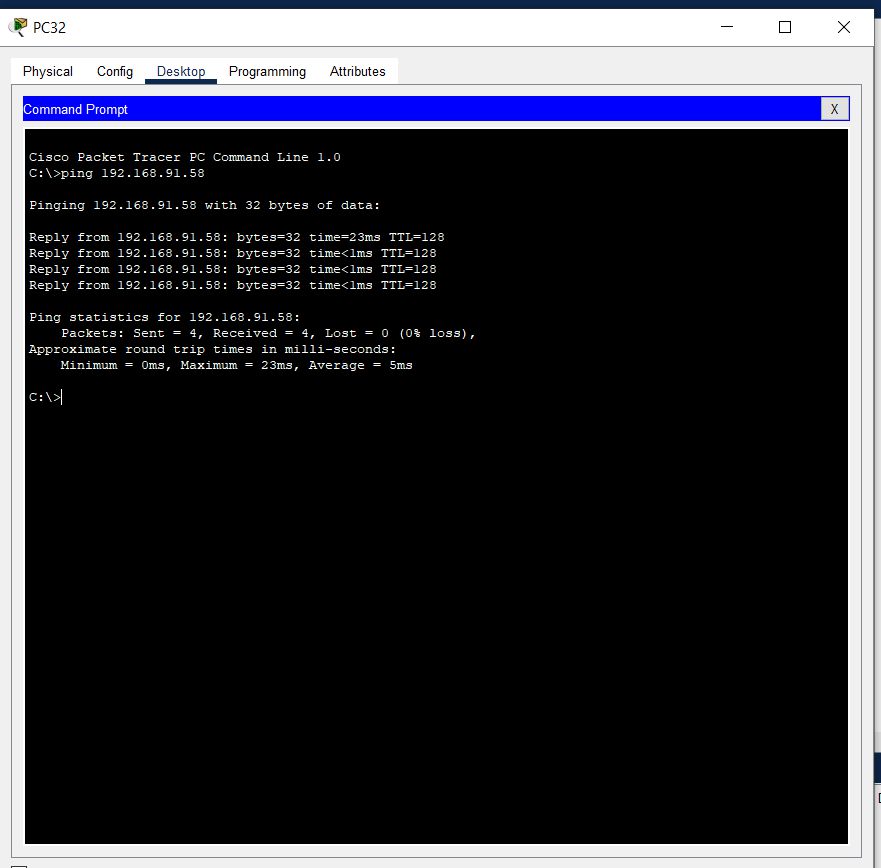 PC32
Physical Config Desktop Programming Attributes
Command Prompt X
Cisco Packet Tracer PC Command Line 1.0
C:\>ping 192.168.91.58
Pinging 192.168.91.58 with 32 bytes of data:
Reply from 192.168.91.58: bytes=32 time=23ms TTL=128
Reply from 192.168.91.58: bytes=32 time<1ms TTL=128
Reply from 192.168.91.58: bytes=32 time<1ms TTL=128
Reply from 192.168.91.58: bytes=32 time<1ms TTL=128
Ping statistics for 192.168.91.58:
Packets: Sent = 4, Received = 4, Lost = 0 (0% loss),
Approximate round trip times in milli-seconds:
Minimum = 0ms, Maximum = 23ms, Average = 5ms
C:\>